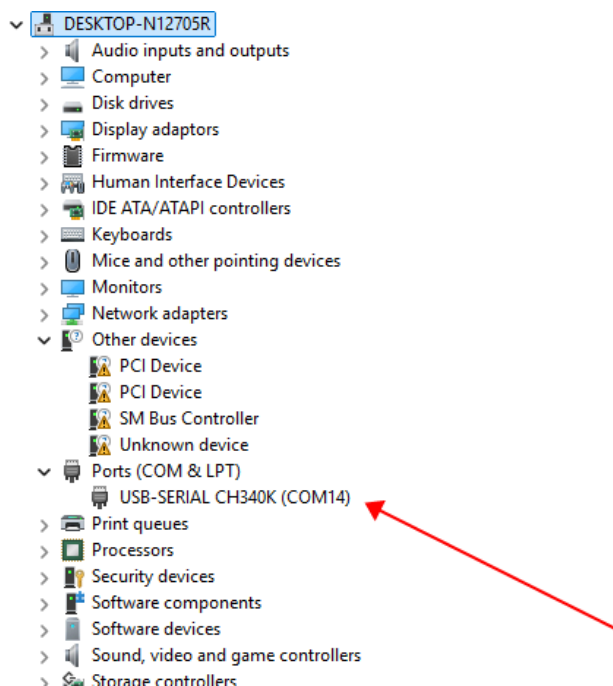 DESKTOP-N12705R
Audio inputs and outputs
Computer
Disk drives
Display adaptors
Firmware
Human Interface Devices
IDE ATA/ATAPI controllers
Keyboards
Mice and other pointing devices
Monitors
Network adapters
Other devices
PCI Device
PCI Device
SM Bus Controller
Unknown device
Ports (COM & LPT)
USB-SERIAL CH340K (COM14)
Print queues
Processors
Security devices
Software components
Software devices
Sound, video and game controllers
Storage controllers